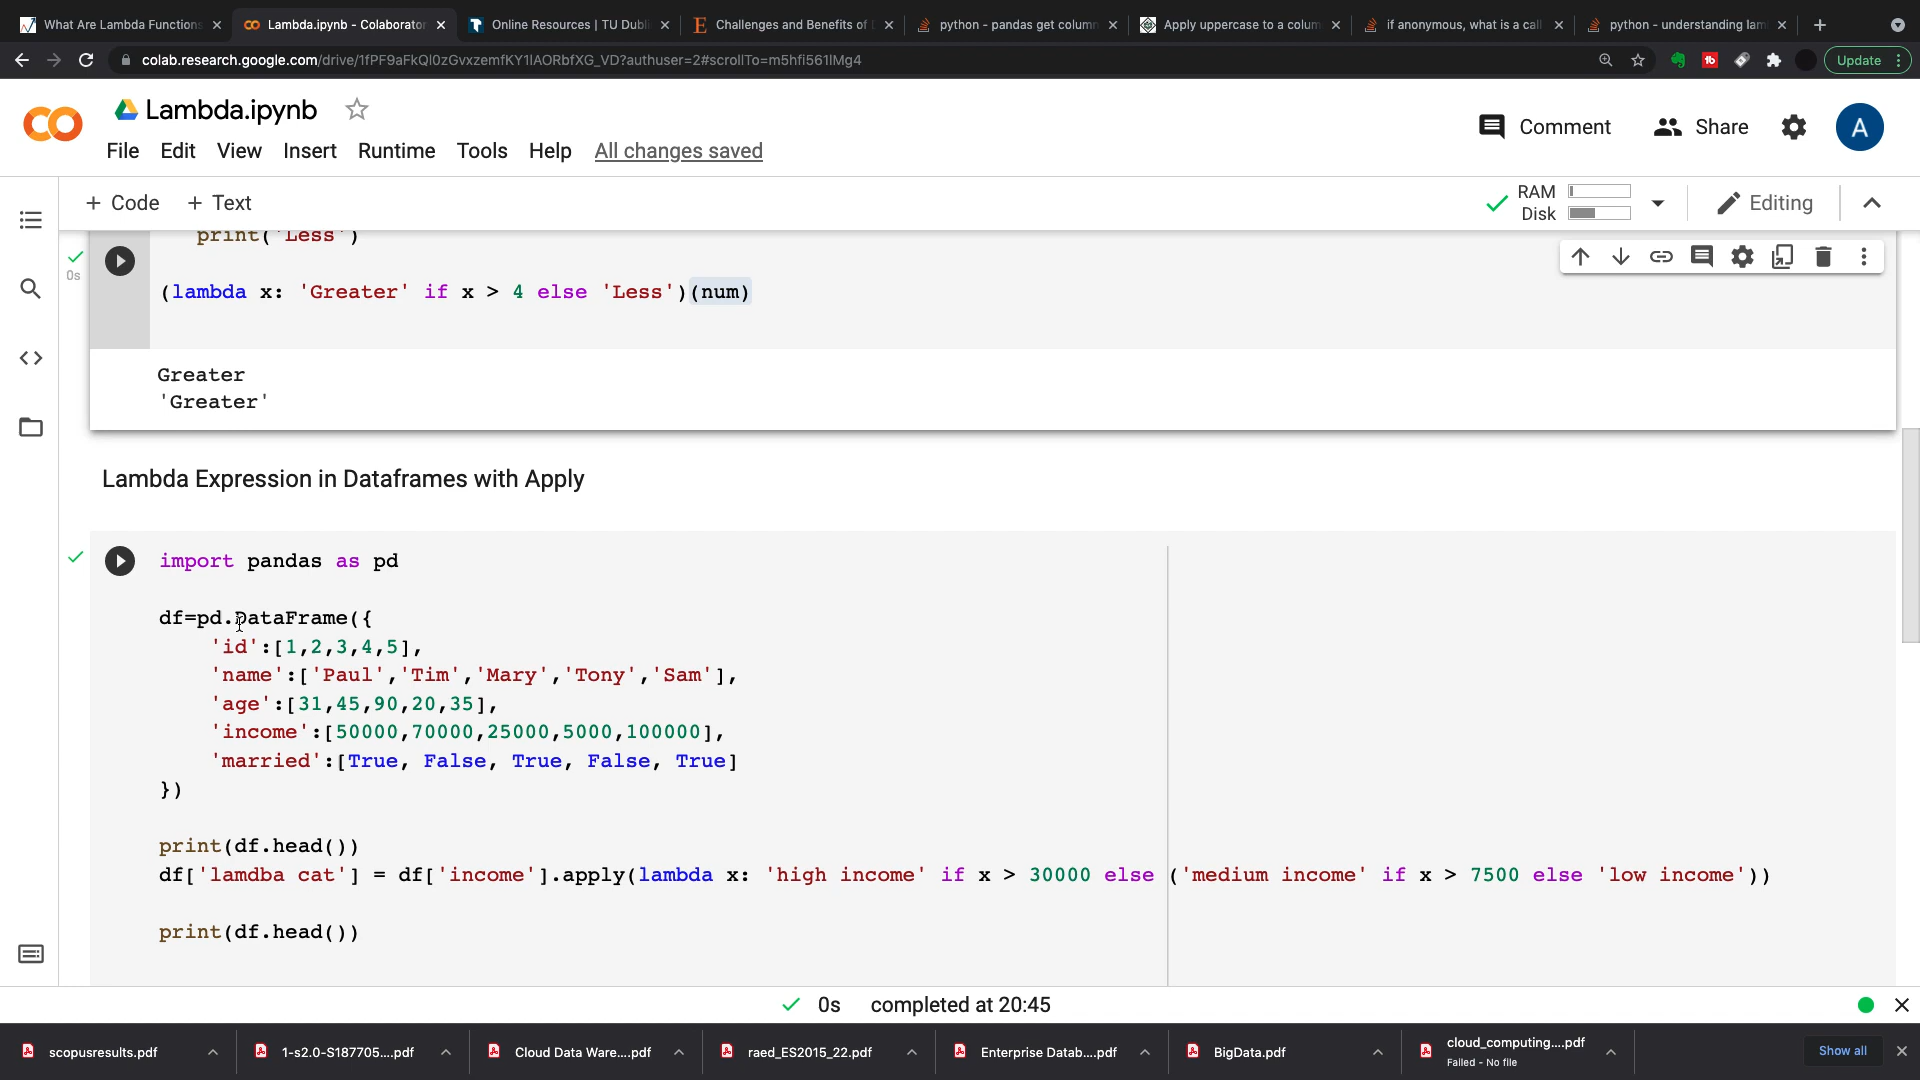 What Are Lambda Functions
Lambda.ipynb - Colaborator
Online Resources | TU Dubli
Challenges and Benefits of
python - pandas get column
Apply uppercase to a colum
if anonymous, what is a call
python - understanding lam
colab.research.google.com/drive/1fPF9aFkQl0zGvxzemfKY1lAORbfXG_VD?authuser=2#scrollTo=m5hfi561lMg4
Update
Lambda.ipynb
Comment
Share
A
File Edit View Insert Runtime Tools Help All changes saved
+ Code + Text
RAM
Disk
Editing
print('Less')
0s
(lambda x: 'Greater' if x > 4 else 'Less')(num)
Greater
'Greater'
Lambda Expression in Dataframes with Apply
import pandas as pd
df=pd.DataFrame({
'id':[1,2,3,4,5],
'name':['Paul','Tim','Mary','Tony','Sam'],
'age':[31,45,90,20,35],
'income':[50000,70000,25000,5000,100000],
'married':[True, False, True, False, True]
})
print(df.head())
df['lamdba cat'] = df['income'].apply(lambda x: 'high income' if x > 30000 else ('medium income' if x > 7500 else 'low income'))
print(df.head())
0s completed at 20:45
scopusresults.pdf
1-s2.0-S187705....pdf
Cloud Data Ware....pdf
raed_ES2015_22.pdf
Enterprise Datab....pdf
BigData.pdf
cloud_computing....pdf
Failed - No file
Show all